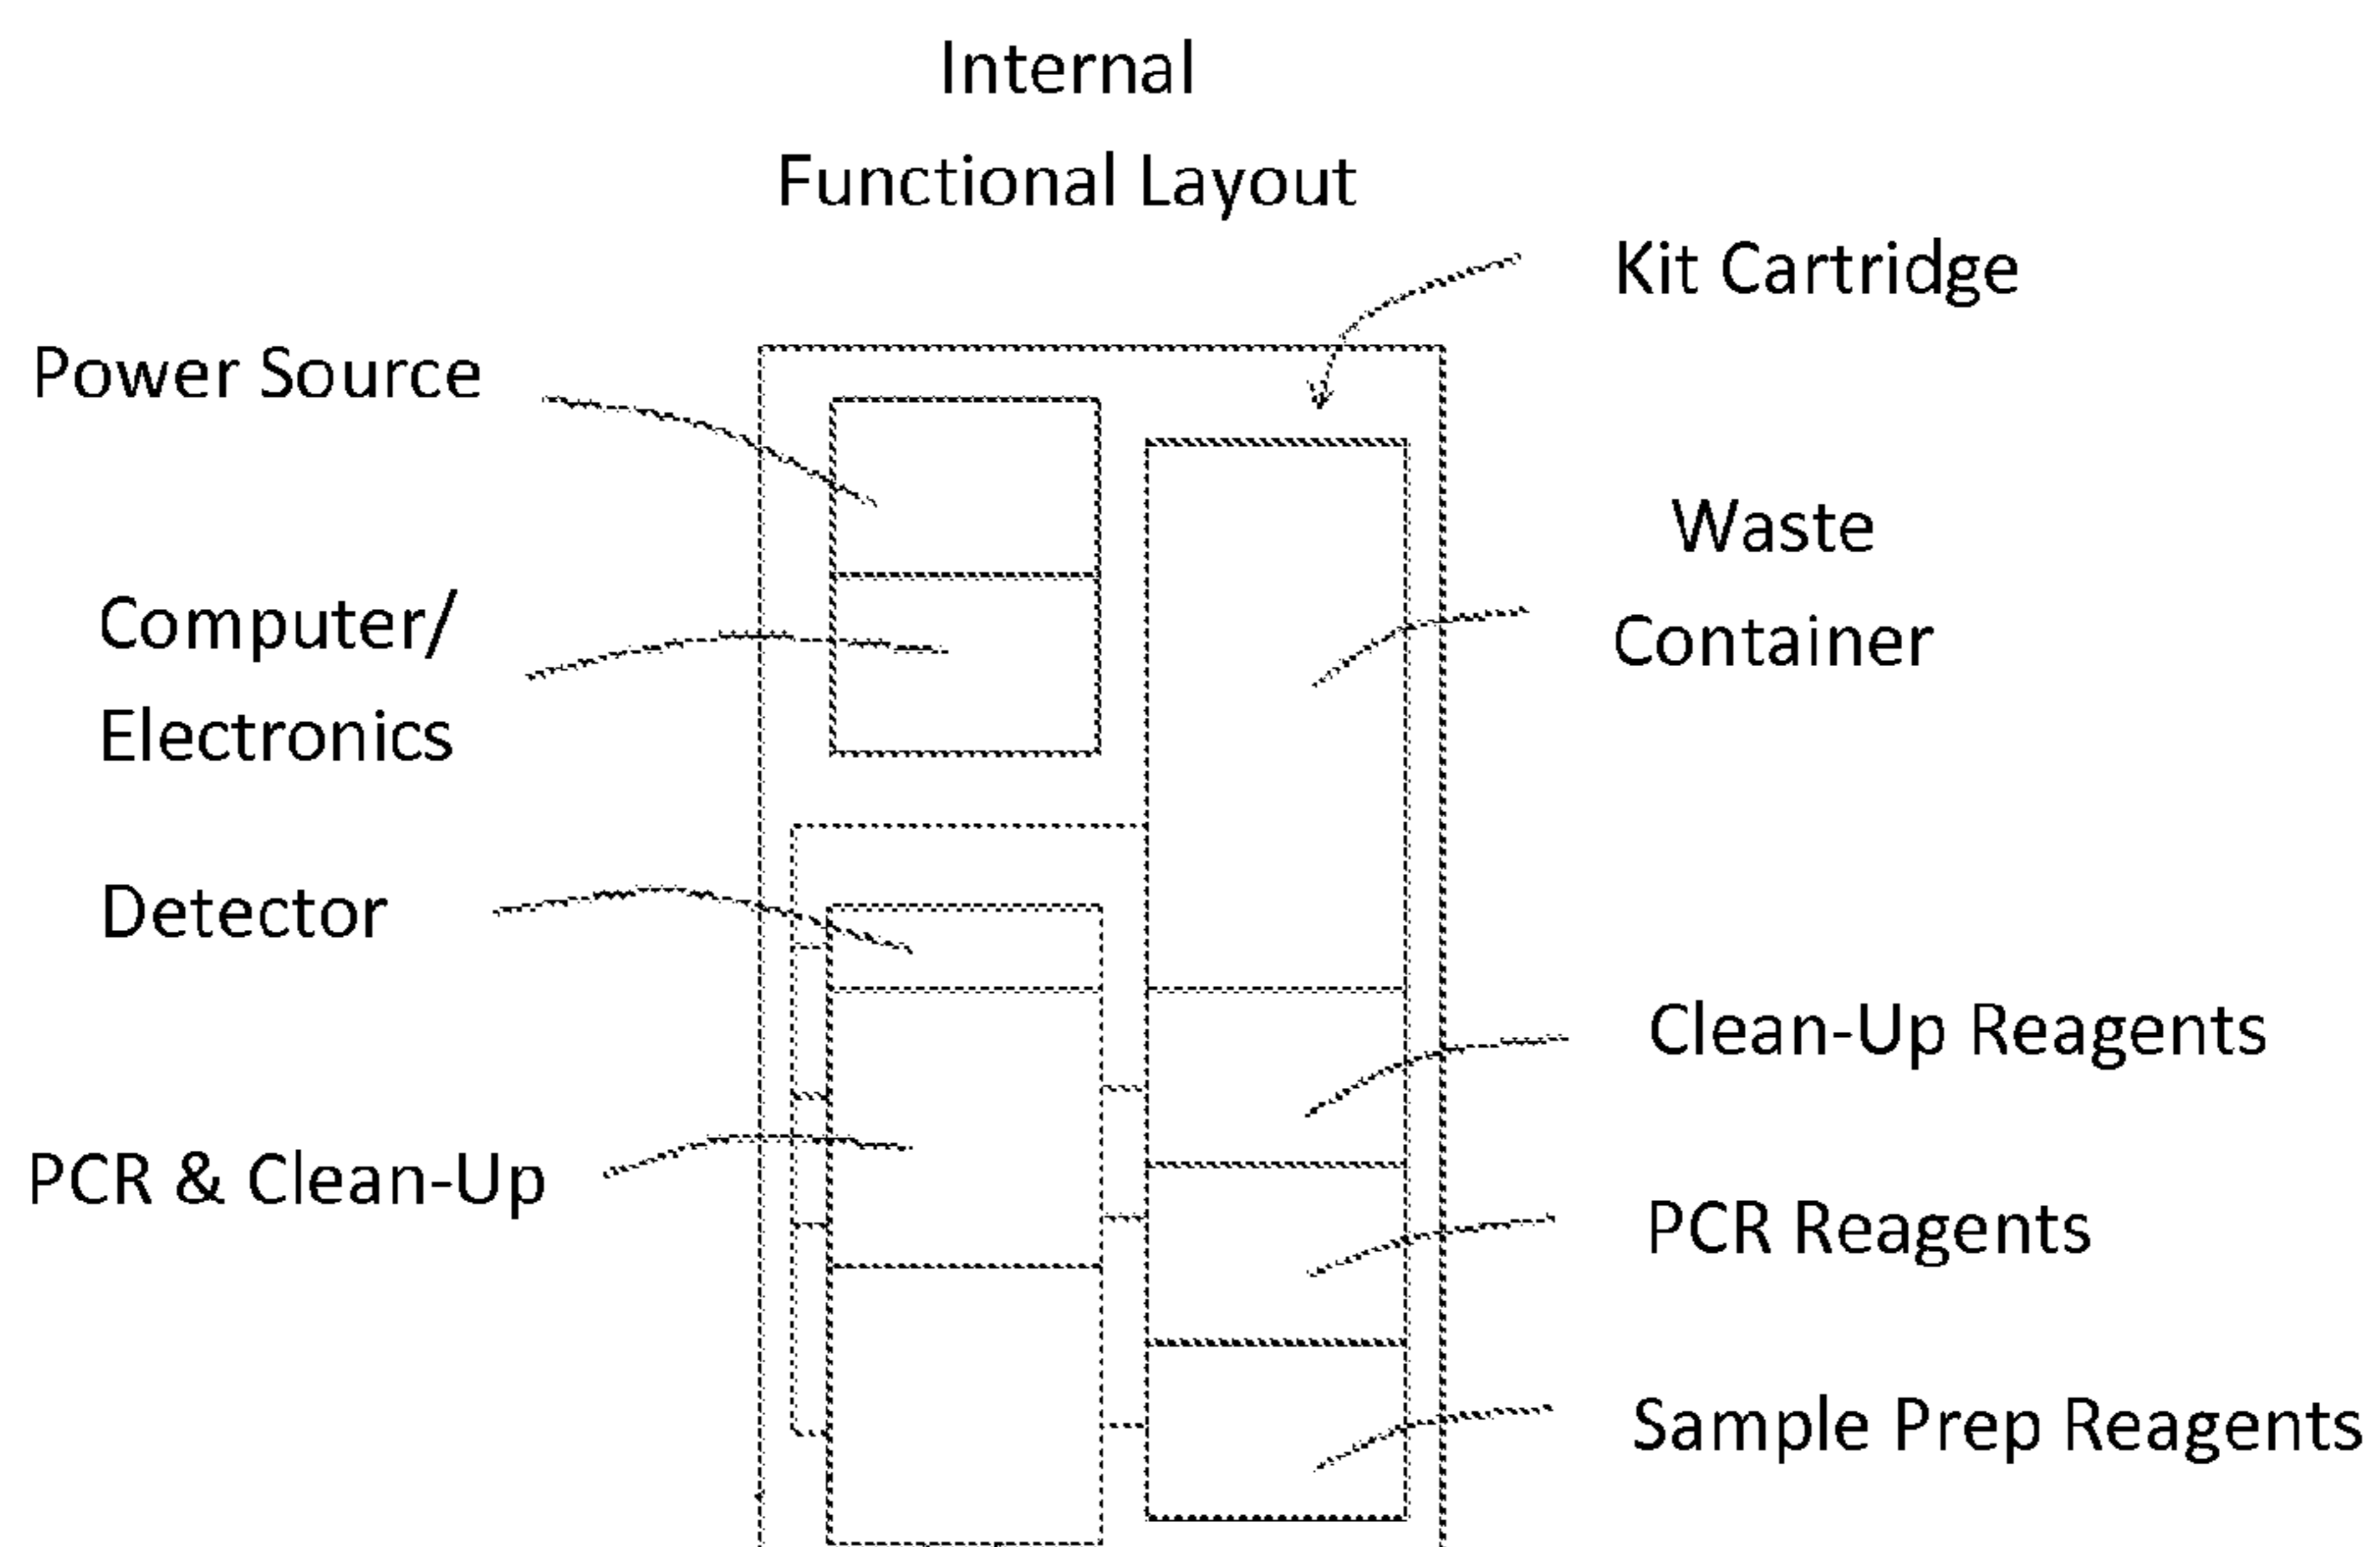 Internal
Functional Layout
Kit Cartridge
Power Source
Waste
Container
Computer/
Electronics
Detector
Clean-Up Reagents
PCR & Clean-Up
PCR Reagents
Sample Prep Reagents